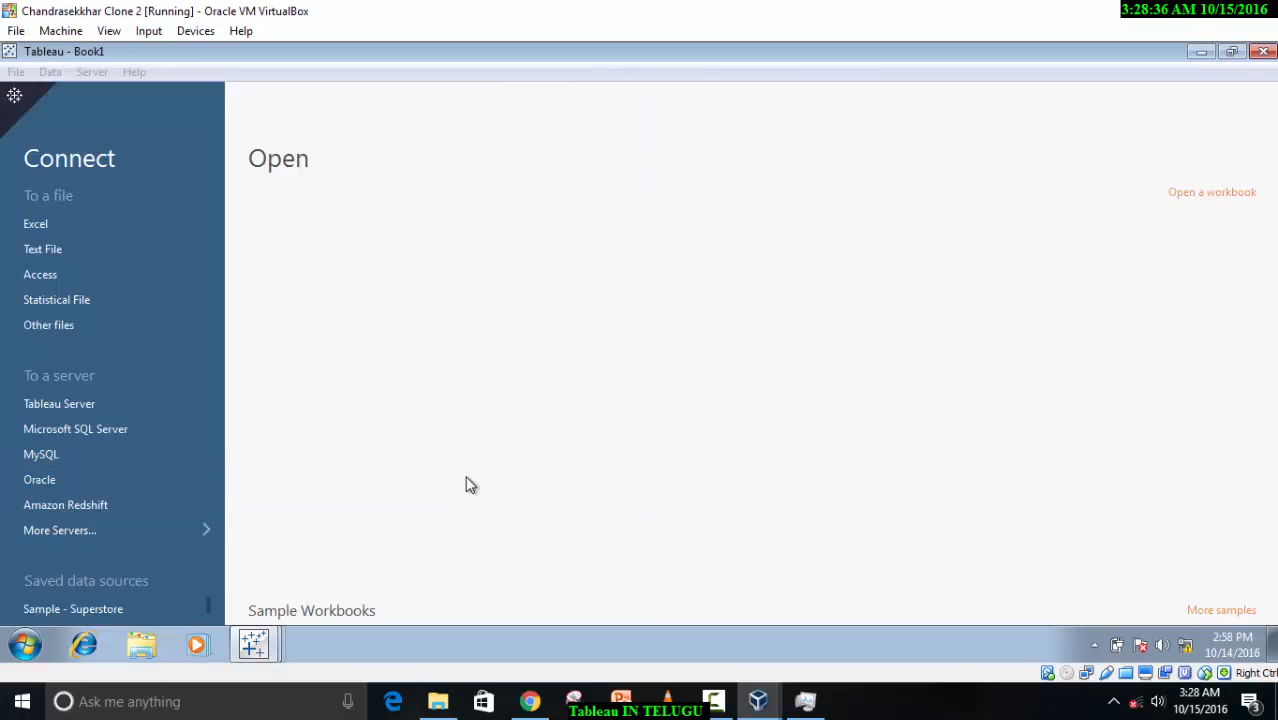 Chandrasekkhar Clone 2 [Running] - Oracle VM VirtualBox
3:28:36 AM 10/15/2016
File Machine View Input Devices Help
Tableau - Book1
File Data Server Help
Connect
To a file
Excel
Text File
Access
Statistical File
Other files
To a server
Tableau Server
Microsoft SQL Server
MySQL
Oracle
Amazon Redshift
More Servers...
Saved data sources
Sample - Superstore
Open
Open a workbook
Sample Workbooks
More samples
2:58 PM
10/14/2016
Right Ctrl
Ask me anything
Tableau IN TELUGU
3:28 AM
10/15/2016
3